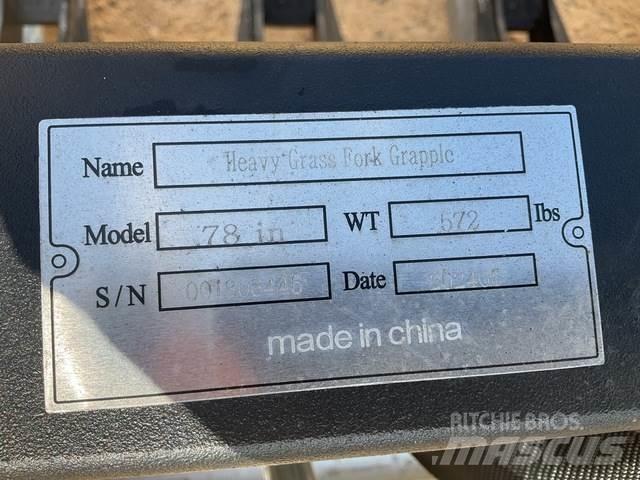 Name Heavy Grass Fork Grapple
Model 78 in WT 572 lbs
S/N Date
made in china
RITCHIE BROS.
MASCUS